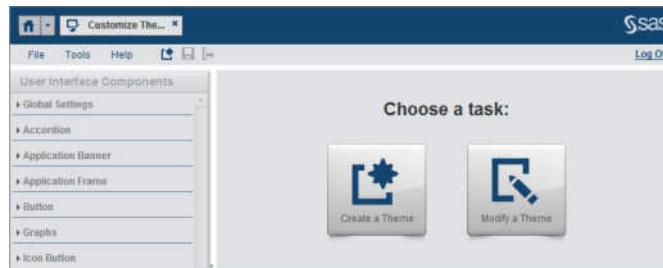 Customize The...
sas
File Tools Help
Log O
User Interface Components
Global Settings
Accordion
Application Banner
Application Frame
Button
Graphs
Icon Button
Choose a task:
Create a Theme
Modify a Theme